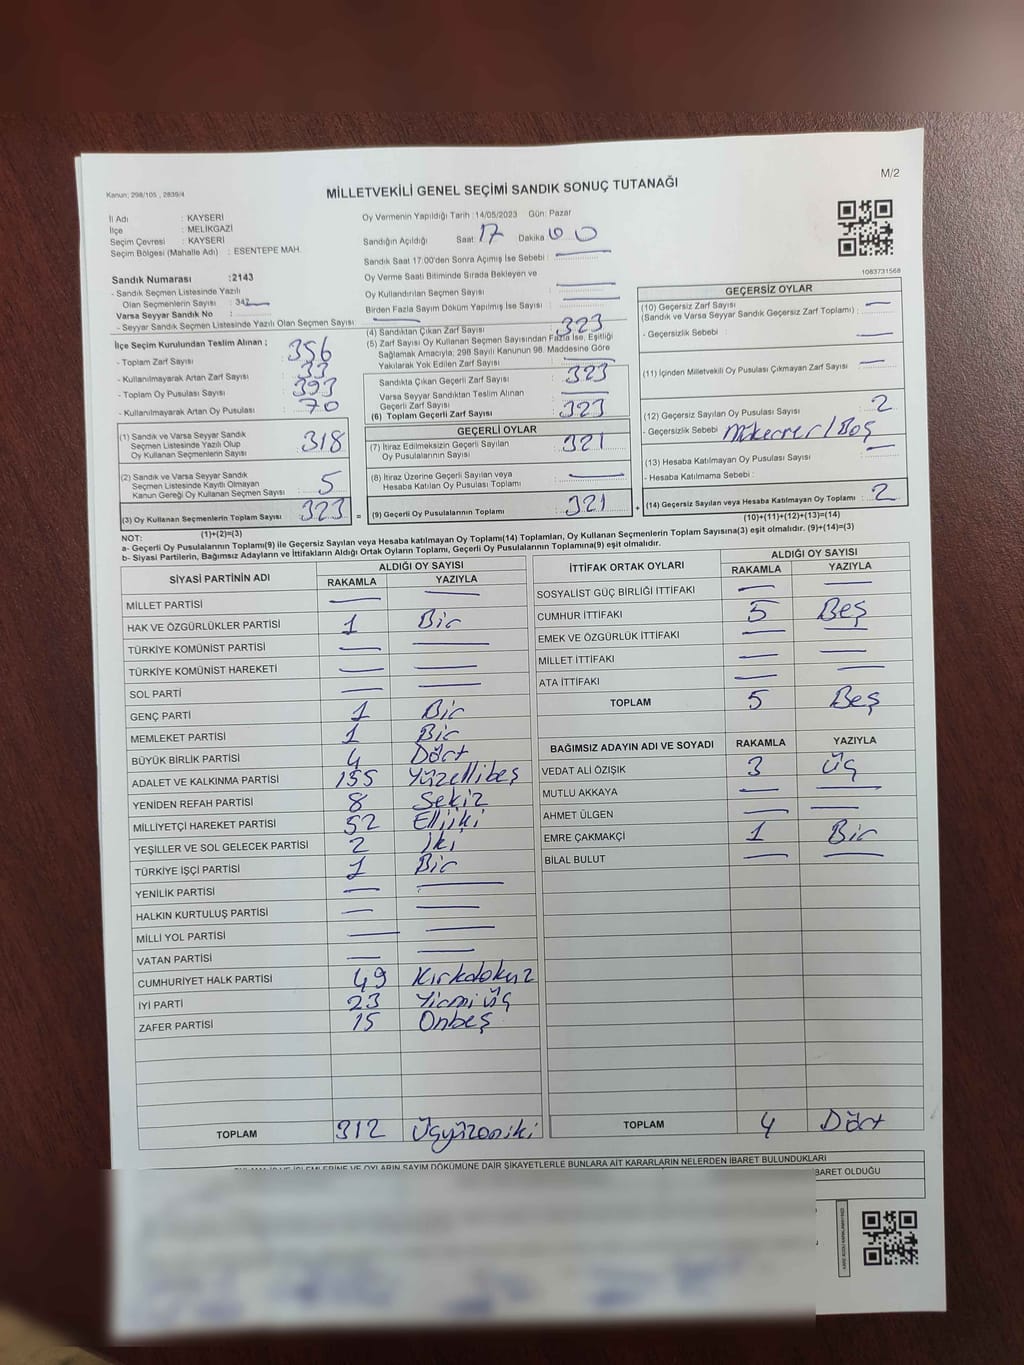 Kanun: 298/105 , 2839/4
M/2
MİLLETVEKİLİ GENEL SEÇİMİ SANDIK SONUÇ TUTANAĞI
İl Adı : KAYSERİ
İlçe : MELİKGAZİ
Seçim Çevresi : KAYSERİ
Seçim Bölgesi (Mahalle Adı) : ESENTEPE MAH.
Oy Vermenin Yapıldığı Tarih : 14/05/2023 Gün: Pazar
Sandığın Açıldığı Saat : 17 Dakika 00
Sandık Saat 17:00'den Sonra Açılmış İse Sebebi :
Oy Verme Saati Bitiminde Sırada Bekleyen ve
Oy Kullandırılan Seçmen Sayısı :
Birden Fazla Sayım Döküm Yapılmış İse Sayısı :
1083731568
Sandık Numarası : 2143
- Sandık Seçmen Listesinde Yazılı
Olan Seçmenlerin Sayısı : 342
Varsa Seyyar Sandık No :
- Seyyar Sandık Seçmen Listesinde Yazılı Olan Seçmen Sayısı
İlçe Seçim Kurulundan Teslim Alınan ;
- Toplam Zarf Sayısı : 356
- Kullanılmayarak Artan Zarf Sayısı : 33
- Toplam Oy Pusulası Sayısı : 393
- Kullanılmayarak Artan Oy Pusulası : 70
(1) Sandık ve Varsa Seyyar Sandık
Seçmen Listesinde Yazılı Olup
Oy Kullanan Seçmenlerin Sayısı 318
(2) Sandık ve Varsa Seyyar Sandık
Seçmen Listesinde Kayıtlı Olmayan
Kanun Gereği Oy Kullanan Seçmen Sayısı 5
(3) Oy Kullanan Seçmenlerin Toplam Sayısı 323
(1)+(2)=(3)
(4) Sandıktan Çıkan Zarf Sayısı 323
(5) Zarf Sayısı Oy Kullanan Seçmen Sayısından Fazla İse, Eşitliği
Sağlamak Amacıyla; 298 Sayılı Kanunun 98. Maddesine Göre
Yakılarak Yok Edilen Zarf Sayısı
Sandıkta Çıkan Geçerli Zarf Sayısı 323
Varsa Seyyar Sandıktan Teslim Alınan
Geçerli Zarf Sayısı
(6) Toplam Geçerli Zarf Sayısı 323
GEÇERLİ OYLAR
(7) İtiraz Edilmeksizin Geçerli Sayılan
Oy Pusulasının Sayısı 321
(8) İtiraz Üzerine Geçerli Sayılan veya
Hesaba Katılan Oy Pusulası Toplamı
= (9) Geçerli Oy Pusulalarının Toplamı 321 +
GEÇERSİZ OYLAR
(10) Geçersiz Zarf Sayısı
(Sandık ve Varsa Seyyar Sandık Geçersiz Zarf Toplamı) :
- Geçersizlik Sebebi :
(11) İçinden Milletvekili Oy Pusulası Çıkmayan Zarf Sayısı
(12) Geçersiz Sayılan Oy Pusulası Sayısı : 2
- Geçersizlik Sebebi Mükerrer/Boş
(13) Hesaba Katılmayan Oy Pusulası Sayısı
- Hesaba Katılmama Sebebi :
(14) Geçersiz Sayılan veya Hesaba Katılmayan Oy Toplamı 2
(10)+(11)+(12)+(13)=(14)
NOT:
a- Geçerli Oy Pusulalarının Toplamı(9) ile Geçersiz Sayılan veya Hesaba katılmayan Oy Toplamı(14) Toplamları, Oy Kullanan Seçmenlerin Toplam Sayısına(3) eşit olmalıdır. (9)+(14)=(3)
b- Siyasi Partilerin, Bağımsız Adayların ve İttifakların Aldığı Ortak Oyların Toplamı, Geçerli Oy Pusulalarının Toplamına(9) eşit olmalıdır.
SİYASİ PARTİNİN ADI ALDIĞI OY SAYISI
RAKAMLA YAZIYLA
MİLLET PARTİSİ
HAK VE ÖZGÜRLÜKLER PARTİSİ 1 Bir
TÜRKİYE KOMÜNİST PARTİSİ
TÜRKİYE KOMÜNİST HAREKETİ
SOL PARTİ
GENÇ PARTİ 1 Bir
MEMLEKET PARTİSİ 1 Bir
BÜYÜK BİRLİK PARTİSİ 4 Dört
ADALET VE KALKINMA PARTİSİ 155 Yüzellibeş
YENİDEN REFAH PARTİSİ 8 Sekiz
MİLLİYETÇİ HAREKET PARTİSİ 52 Elliiki
YEŞİLLER VE SOL GELECEK PARTİSİ 2 İki
TÜRKİYE İŞÇİ PARTİSİ 1 Bir
YENİLİK PARTİSİ
HALKIN KURTULUŞ PARTİSİ
MİLLİ YOL PARTİSİ
VATAN PARTİSİ
CUMHURİYET HALK PARTİSİ 49 Kırkdokuz
İYİ PARTİ 23 Yirmiüç
ZAFER PARTİSİ 15 Onbeş
TOPLAM 312 Üçyüzoniki
İTTİFAK ORTAK OYLARI ALDIĞI OY SAYISI
RAKAMLA YAZIYLA
SOSYALİST GÜÇ BİRLİĞİ İTTİFAKI
CUMHUR İTTİFAKI 5 Beş
EMEK VE ÖZGÜRLÜK İTTİFAKI
MİLLET İTTİFAKI
ATA İTTİFAKI
TOPLAM 5 Beş
BAĞIMSIZ ADAYIN ADI VE SOYADI RAKAMLA YAZIYLA
VEDAT ALİ ÖZIŞIK 3 Üç
MUTLU AKKAYA
AHMET ÜLGEN
EMRE ÇAKMAKÇİ 1 Bir
BİLAL BULUT
TOPLAM 4 Dört
İŞLEMLERİNE VE OYLARIN SAYIM DÖKÜMÜNE DAİR ŞİKAYETLERLE BUNLARA AİT KARARLARIN NELERDEN İBARET BULUNDUKLARI
İBARET OLDUĞU